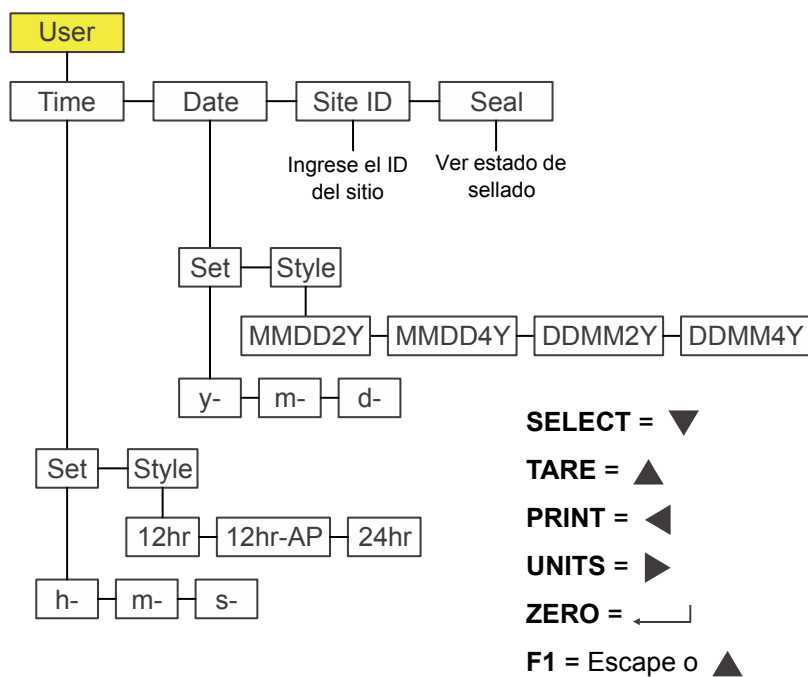 User
Time
Date
Site ID
Seal
Ingrese el ID
del sitio
Ver estado de
sellado
Set
Style
MMDD2Y
MMDD4Y
DDMM2Y
DDMM4Y
y-
m-
d-
Set
Style
12hr
12hr-AP
24hr
h-
m-
s-
SELECT = ▼
TARE = ▲
PRINT = ◀
UNITS = ▶
ZERO = ↵
F1 = Escape o ▲